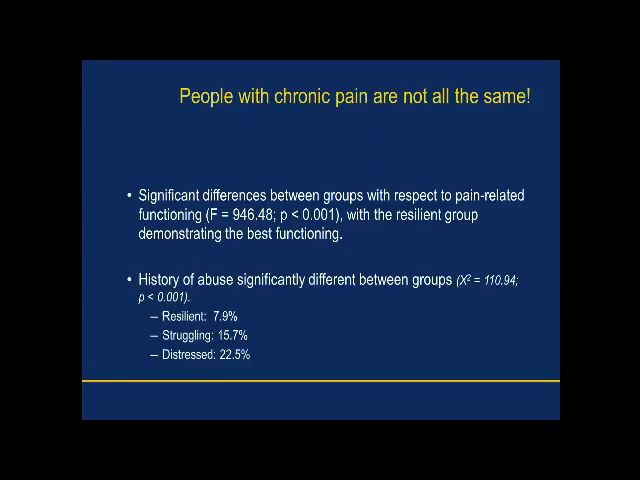 People with chronic pain are not all the same!
• Significant differences between groups with respect to pain-related
functioning (F = 946.48; p < 0.001), with the resilient group
demonstrating the best functioning.
• History of abuse significantly different between groups (X² = 110.94;
p < 0.001).
– Resilient: 7.9%
– Struggling: 15.7%
– Distressed: 22.5%